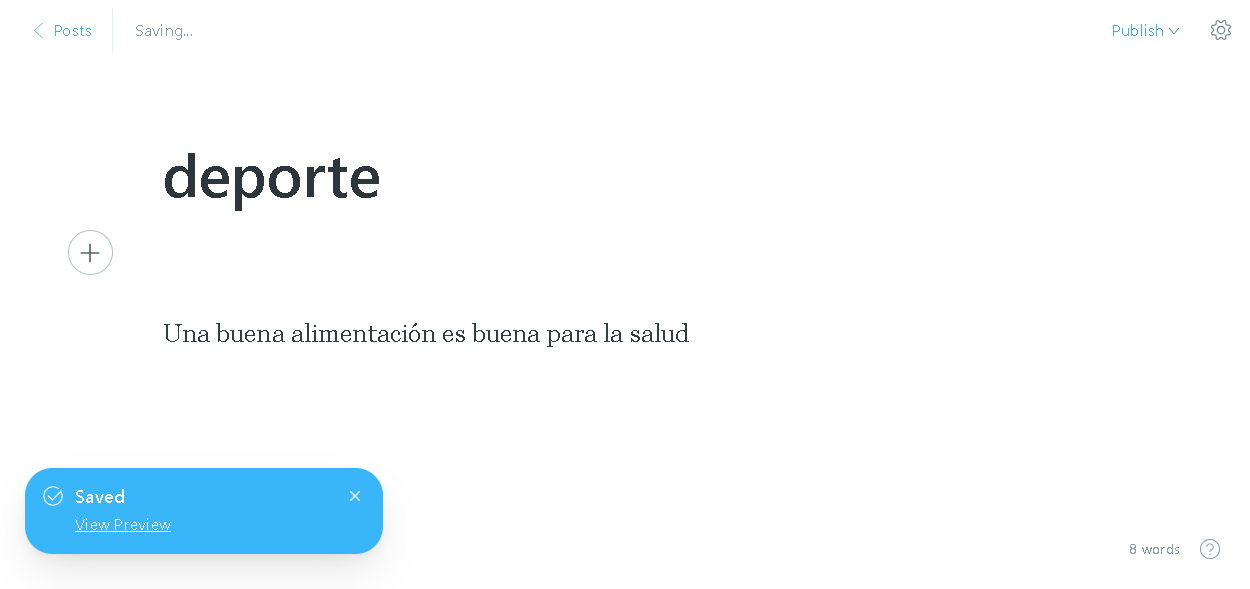 Posts
Saving...
Publish
deporte
Una buena alimentación es buena para la salud
Saved
View Preview
8 words
?